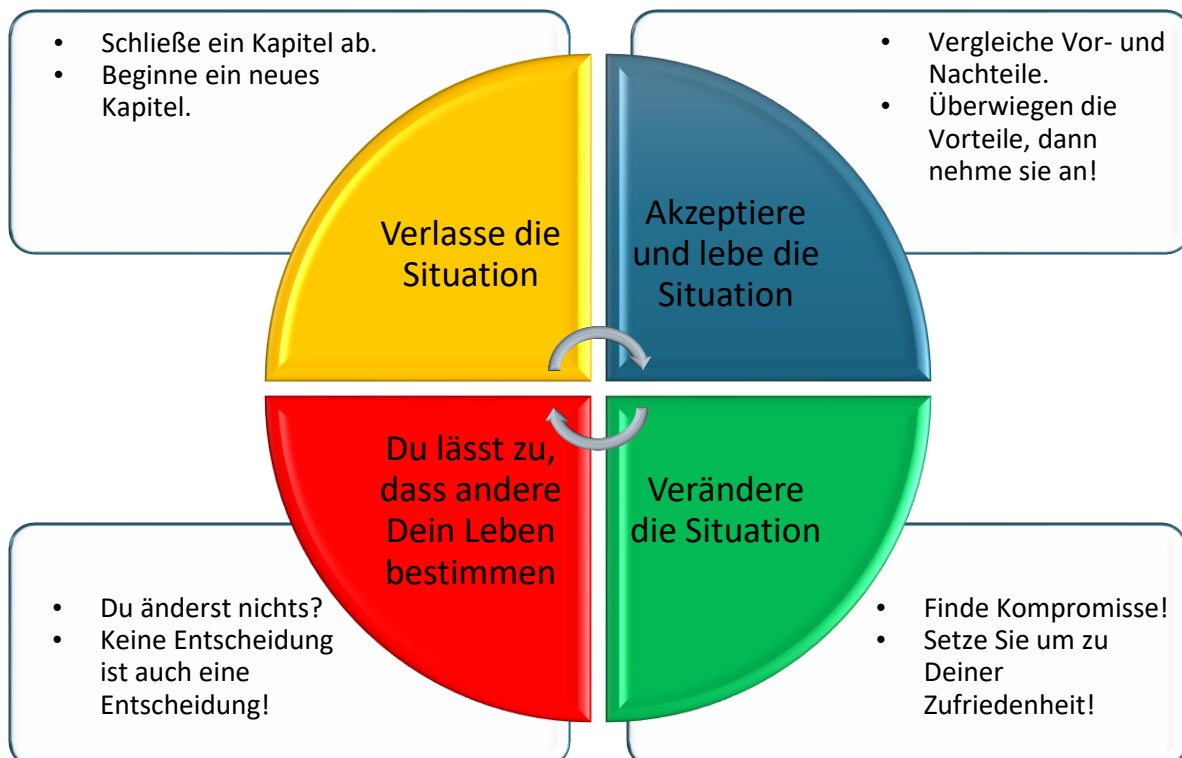 • Schließe ein Kapitel ab.
• Beginne ein neues
Kapitel.
• Vergleiche Vor- und
Nachteile.
• Überwiegen die
Vorteile, dann
nehme sie an!
Verlasse die
Situation
Akzeptiere
und lebe die
Situation
Du lässt zu,
dass andere
Dein Leben
bestimmen
Verändere
die Situation
• Du änderst nichts?
• Keine Entscheidung
ist auch eine
Entscheidung!
• Finde Kompromisse!
• Setze Sie um zu
Deiner
Zufriedenheit!